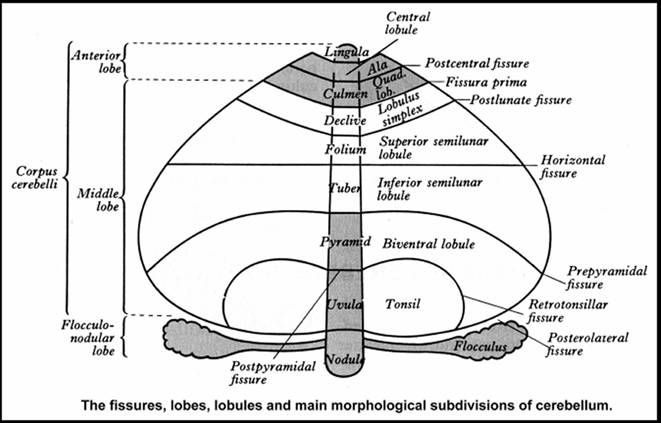 Central
lobule
Lingula
Anterior
lobe
Ala
Postcentral fissure
Quad.
lob.
Fissura prima
Culmen
Lobulus
simplex
Postlunate fissure
Declive
Folium
Superior semilunar
lobule
Horizontal
fissure
Corpus
cerebelli
Middle
lobe
Tuber
Inferior semilunar
lobule
Pyramid
Biventral lobule
Prepyramidal
fissure
Uvula
Tonsil
Retrotonsillar
fissure
Flocculo-
nodular
lobe
Posterolateral
fissure
Flocculus
Nodule
Postpyramidal
fissure
The fissures, lobes, lobules and main morphological subdivisions of cerebellum.